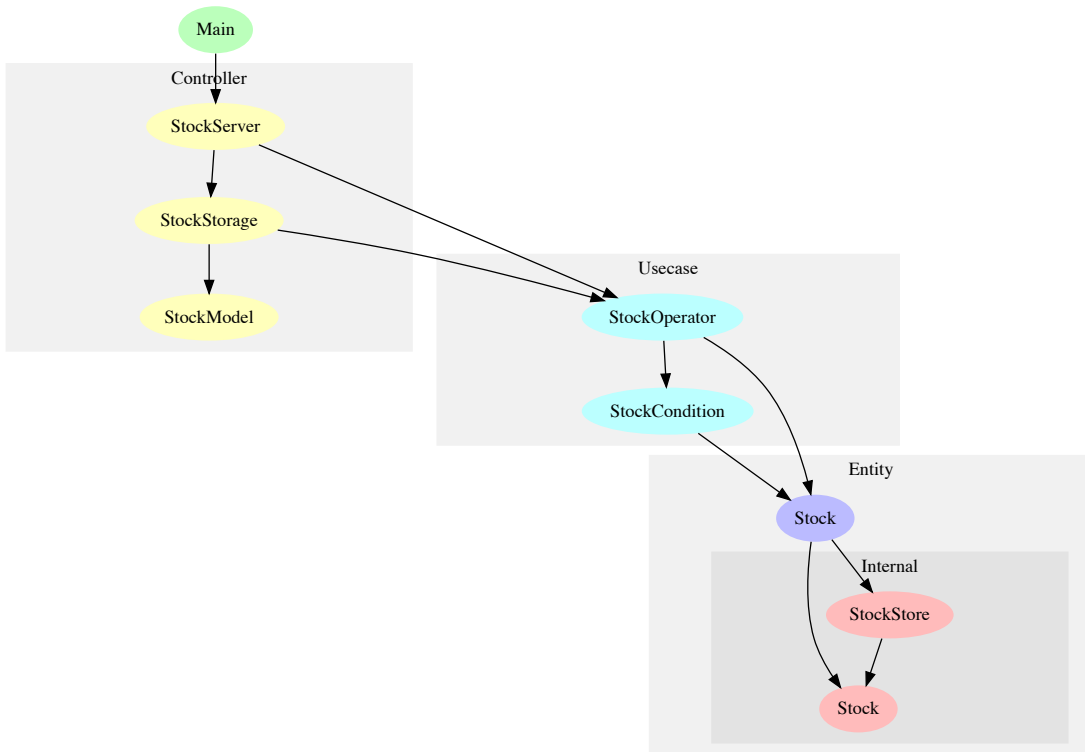 Main
Controller
StockServer
StockStorage
Usecase
StockModel
StockOperator
StockCondition
Entity
Stock
Internal
StockStore
Stock